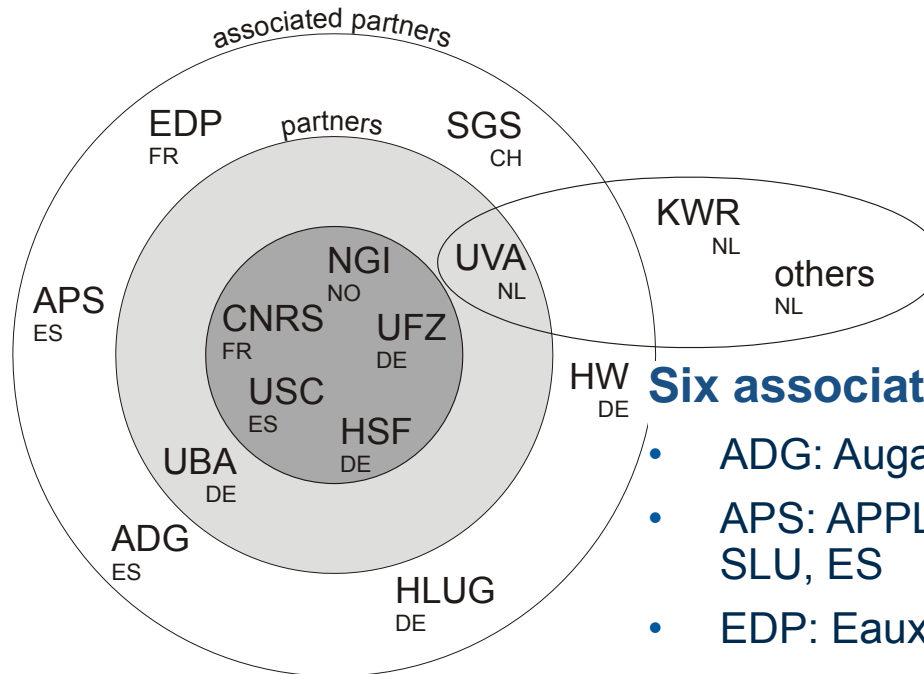 associated partners
EDP
FR
partners
SGS
CH
KWR
NL
UVA
NL
others
NL
NGI
NO
APS
ES
CNRS
FR
UFZ
DE
HW
DE
USC
ES
HSF
DE
UBA
DE
ADG
ES
HLUG
DE
Six associat
• ADG: Auga
• APPL
• APS: APPL
SLU, ES
• EDP: Eaux